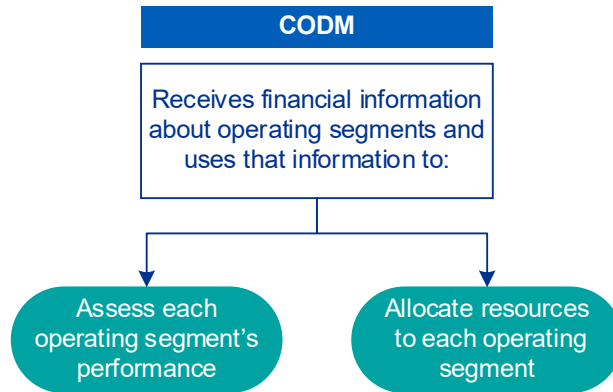 CODM
Receives financial information
about operating segments and
uses that information to:
Assess each
operating segment's
performance
Allocate resources
to each operating
segment